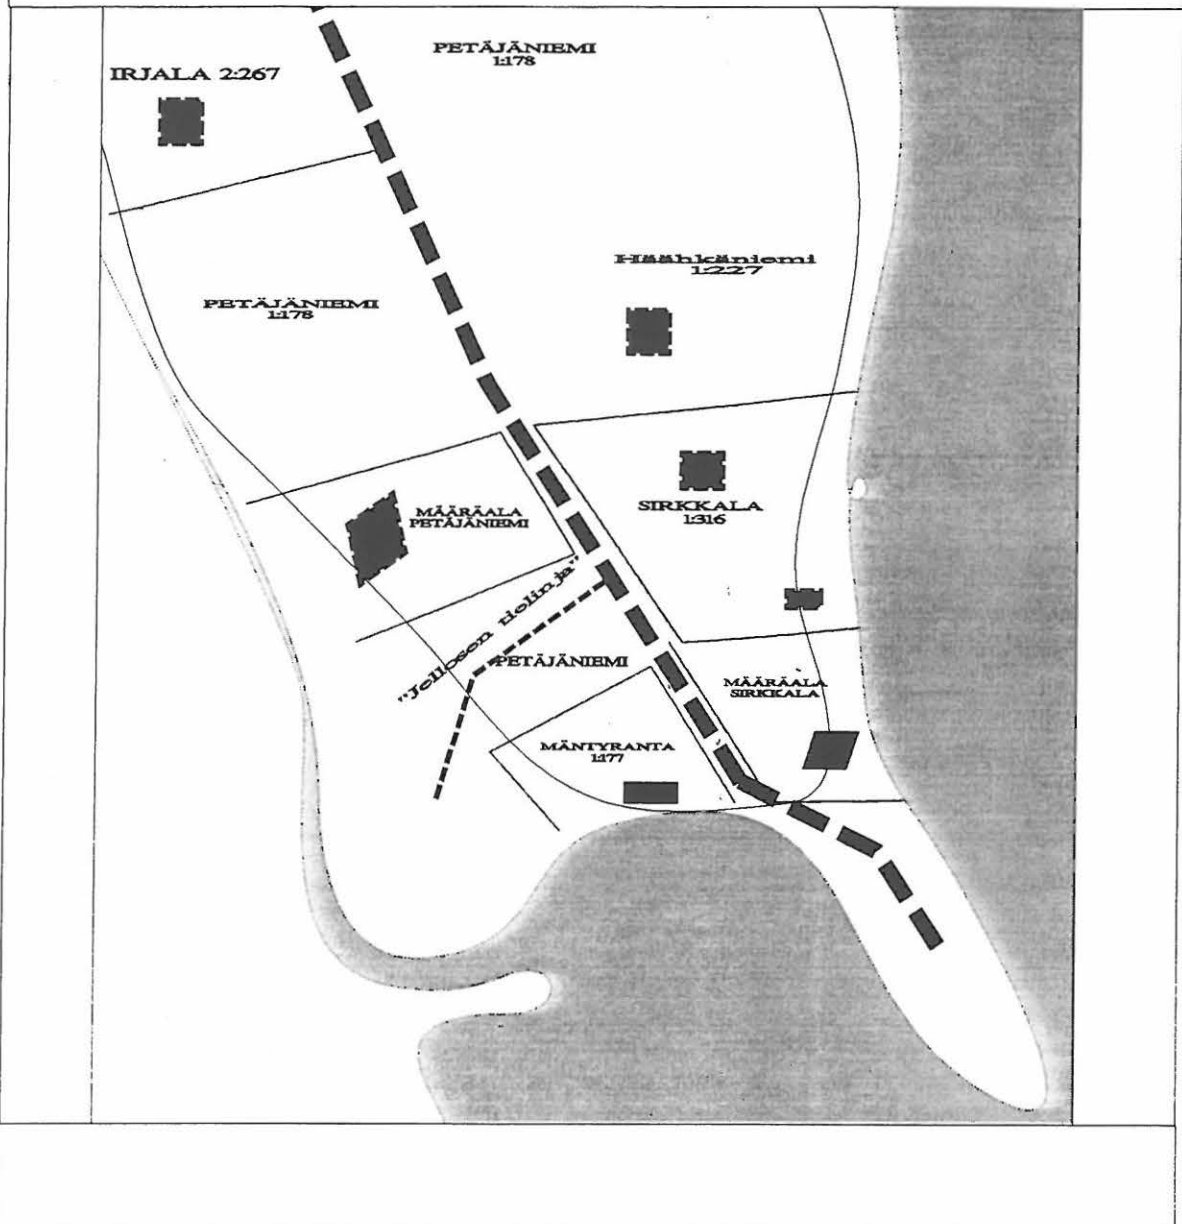 PETÄJÄNIEMI
1:178
IRJALA 2:267
Häähkäniemi
1:227
PETÄJÄNIEMI
1:178
MÄÄRÄALA
PETÄJÄNIEMI
SIRKKALA
1:316
"Jellosen tielinja"
PETÄJÄNIEMI
MÄÄRÄALA
SIRKKALA
MÄNTYRANTA
1:177